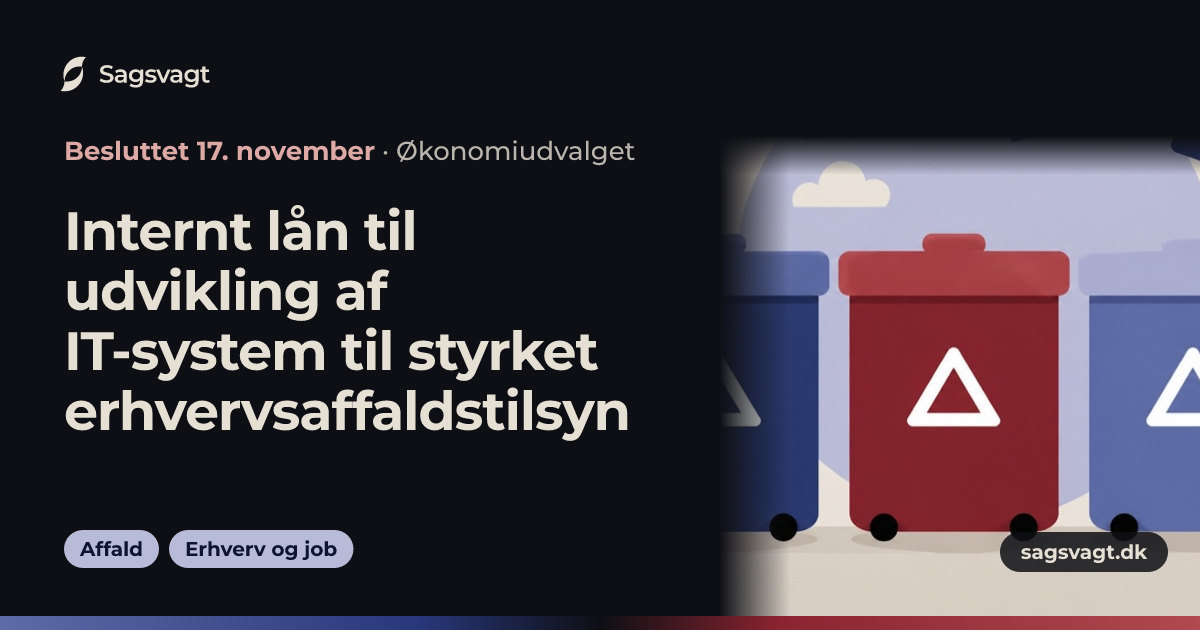 Sagsvagt
Besluttet 17. november · Økonomiudvalget
Internt lån til
udvikling af
IT-system til styrket
erhvervsaffaldstilsyn
Affald
Erhverv og job
sagsvagt.dk